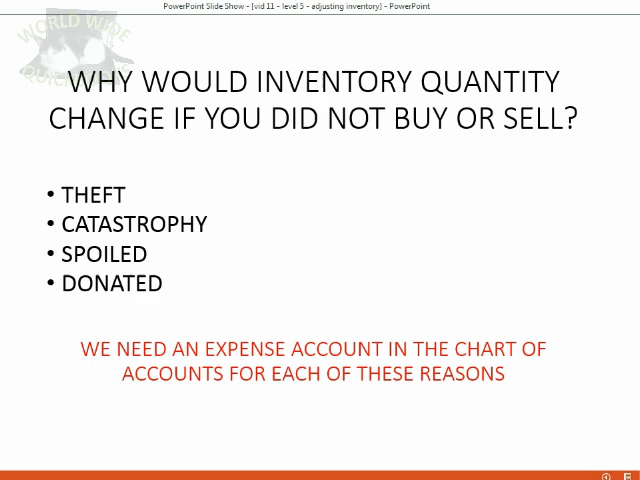 PowerPoint Slide Show - [vid 11 - level 5 - adjusting inventory] - PowerPoint
WORLD WIDE
WHY WOULD INVENTORY QUANTITY
CHANGE IF YOU DID NOT BUY OR SELL?
• THEFT
• CATASTROPHY
• SPOILED
• DONATED
WE NEED AN EXPENSE ACCOUNT IN THE CHART OF
ACCOUNTS FOR EACH OF THESE REASONS